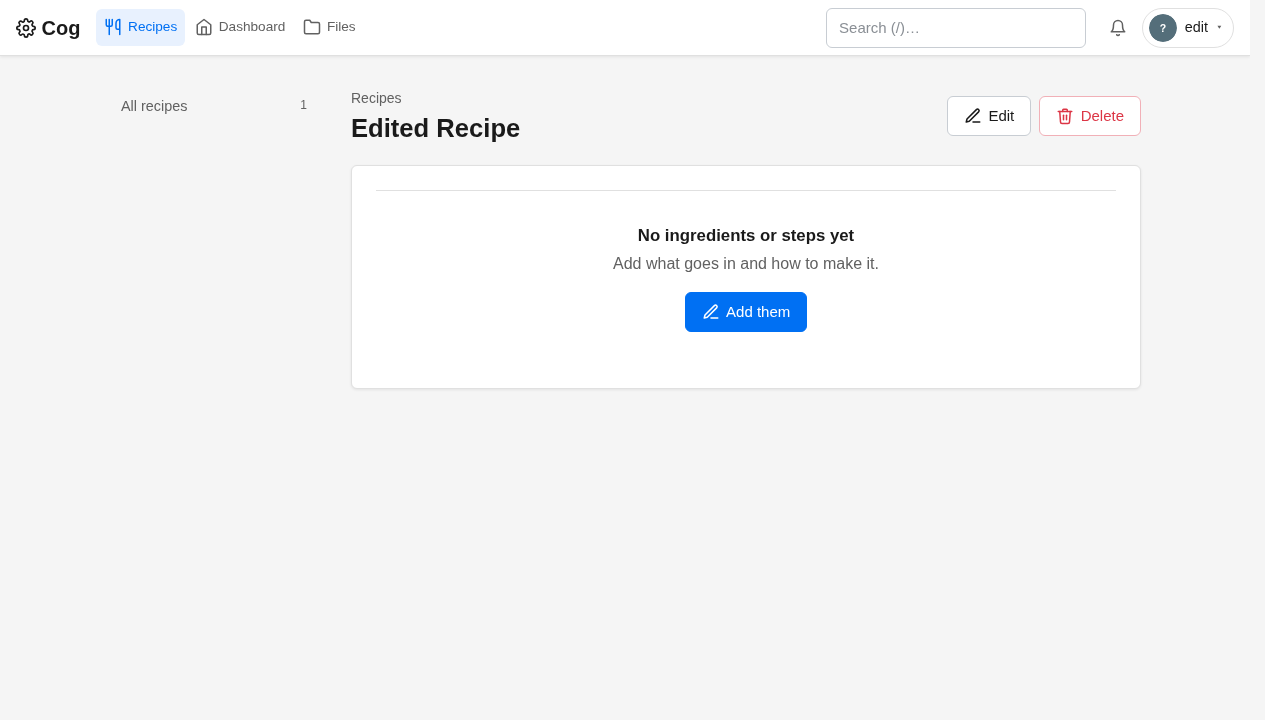 Cog
Recipes
Dashboard
Files
Search (/)…
?
edit
All recipes
1
Recipes
Edited Recipe
Edit
Delete
No ingredients or steps yet
Add what goes in and how to make it.
Add them